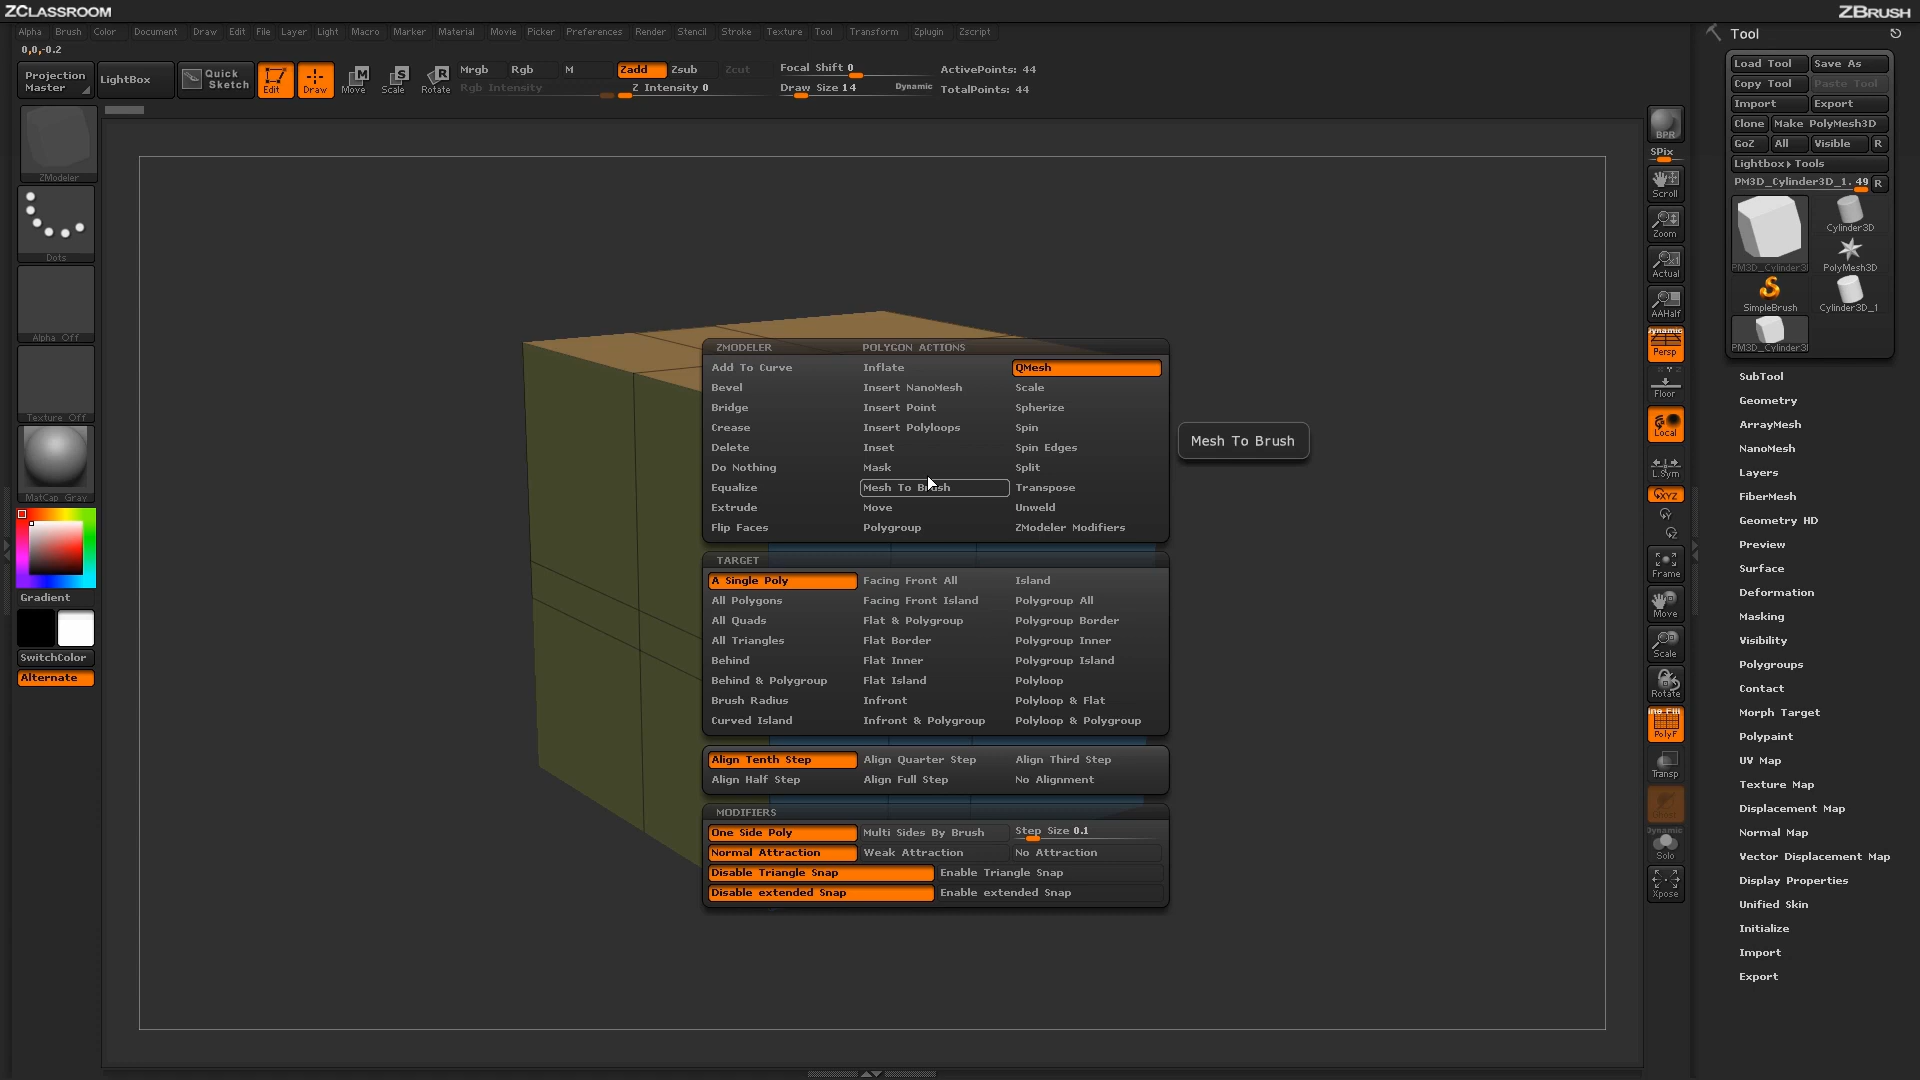 ZCLASSROOM
ZBRUSH
Alpha Brush Color Document Draw Edit File Layer Light Macro Marker Material Movie Picker Preferences Render Stencil Stroke Texture Tool Transform Zplugin Zscript
0,0,-0.2
Projection Master
LightBox
Quick Sketch
Edit
Draw
Move
Scale
Rotate
Mrgb Rgb M
Rgb Intensity
Zadd Zsub Zcut
Z Intensity 0
Focal Shift 0
Draw Size 14 Dynamic
ActivePoints: 44
TotalPoints: 44
ZModeler
Dots
Alpha Off
Texture Off
MatCap Gray
Gradient
SwitchColor
Alternate
ZMODELER POLYGON ACTIONS
Add To Curve Inflate QMesh
Bevel Insert NanoMesh Scale
Bridge Insert Point Spherize
Crease Insert Polyloops Spin
Delete Inset Spin Edges
Do Nothing Mask Split
Equalize Mesh To Brush Transpose
Extrude Move Unweld
Flip Faces Polygroup ZModeler Modifiers
Mesh To Brush
TARGET
A Single Poly Facing Front All Island
All Polygons Facing Front Island Polygroup All
All Quads Flat & Polygroup Polygroup Border
All Triangles Flat Border Polygroup Inner
Behind Flat Inner Polygroup Island
Behind & Polygroup Flat Island Polyloop
Brush Radius Infront Polyloop & Flat
Curved Island Infront & Polygroup Polyloop & Polygroup
Align Tenth Step Align Quarter Step Align Third Step
Align Half Step Align Full Step No Alignment
MODIFIERS
One Side Poly Multi Sides By Brush Step Size 0.1
Normal Attraction Weak Attraction No Attraction
Disable Triangle Snap Enable Triangle Snap
Disable extended Snap Enable extended Snap
BPR
SPix
Scroll
Zoom
Actual
AAHalf
Dynamic
Persp
Floor
Local
L.Sym
XYZ
Frame
Move
Scale
Rotate
PolyF
Transp
Dynamic
Solo
Xpose
Tool
Load Tool Save As
Copy Tool Paste Tool
Import Export
Clone Make PolyMesh3D
GoZ All Visible R
Lightbox▸Tools
PM3D_Cylinder3D_1. 49 R
Cylinder3D
PM3D_Cylinder3 PolyMesh3D
SimpleBrush Cylinder3D_1
PM3D_Cylinder3
SubTool
Geometry
ArrayMesh
NanoMesh
Layers
FiberMesh
Geometry HD
Preview
Surface
Deformation
Masking
Visibility
Polygroups
Contact
Morph Target
Polypaint
UV Map
Texture Map
Displacement Map
Normal Map
Vector Displacement Map
Display Properties
Unified Skin
Initialize
Import
Export